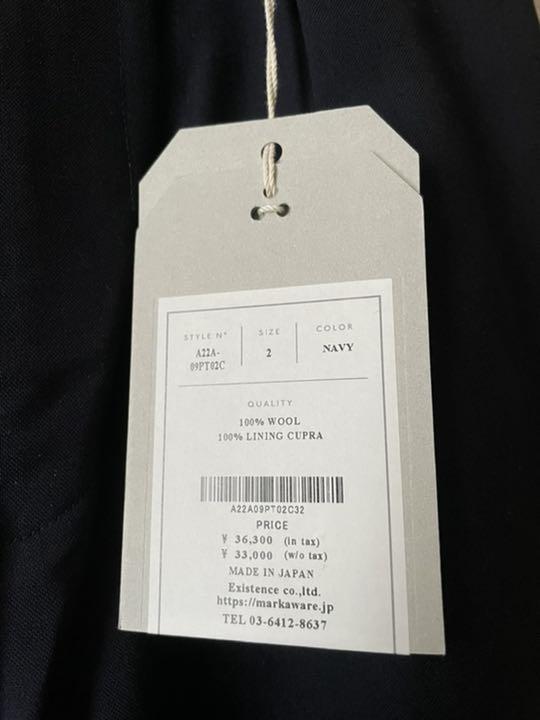 STYLE Nº
A22A-
09PT02C
SIZE
2
COLOR
NAVY
QUALITY
100% WOOL
100% LINING CUPRA
A22A09PT02C32
PRICE
¥ 36,300 (in tax)
¥ 33,000 (w/o tax)
MADE IN JAPAN
Existence co.,ltd.
https://markaware.jp
TEL 03-6412-8637